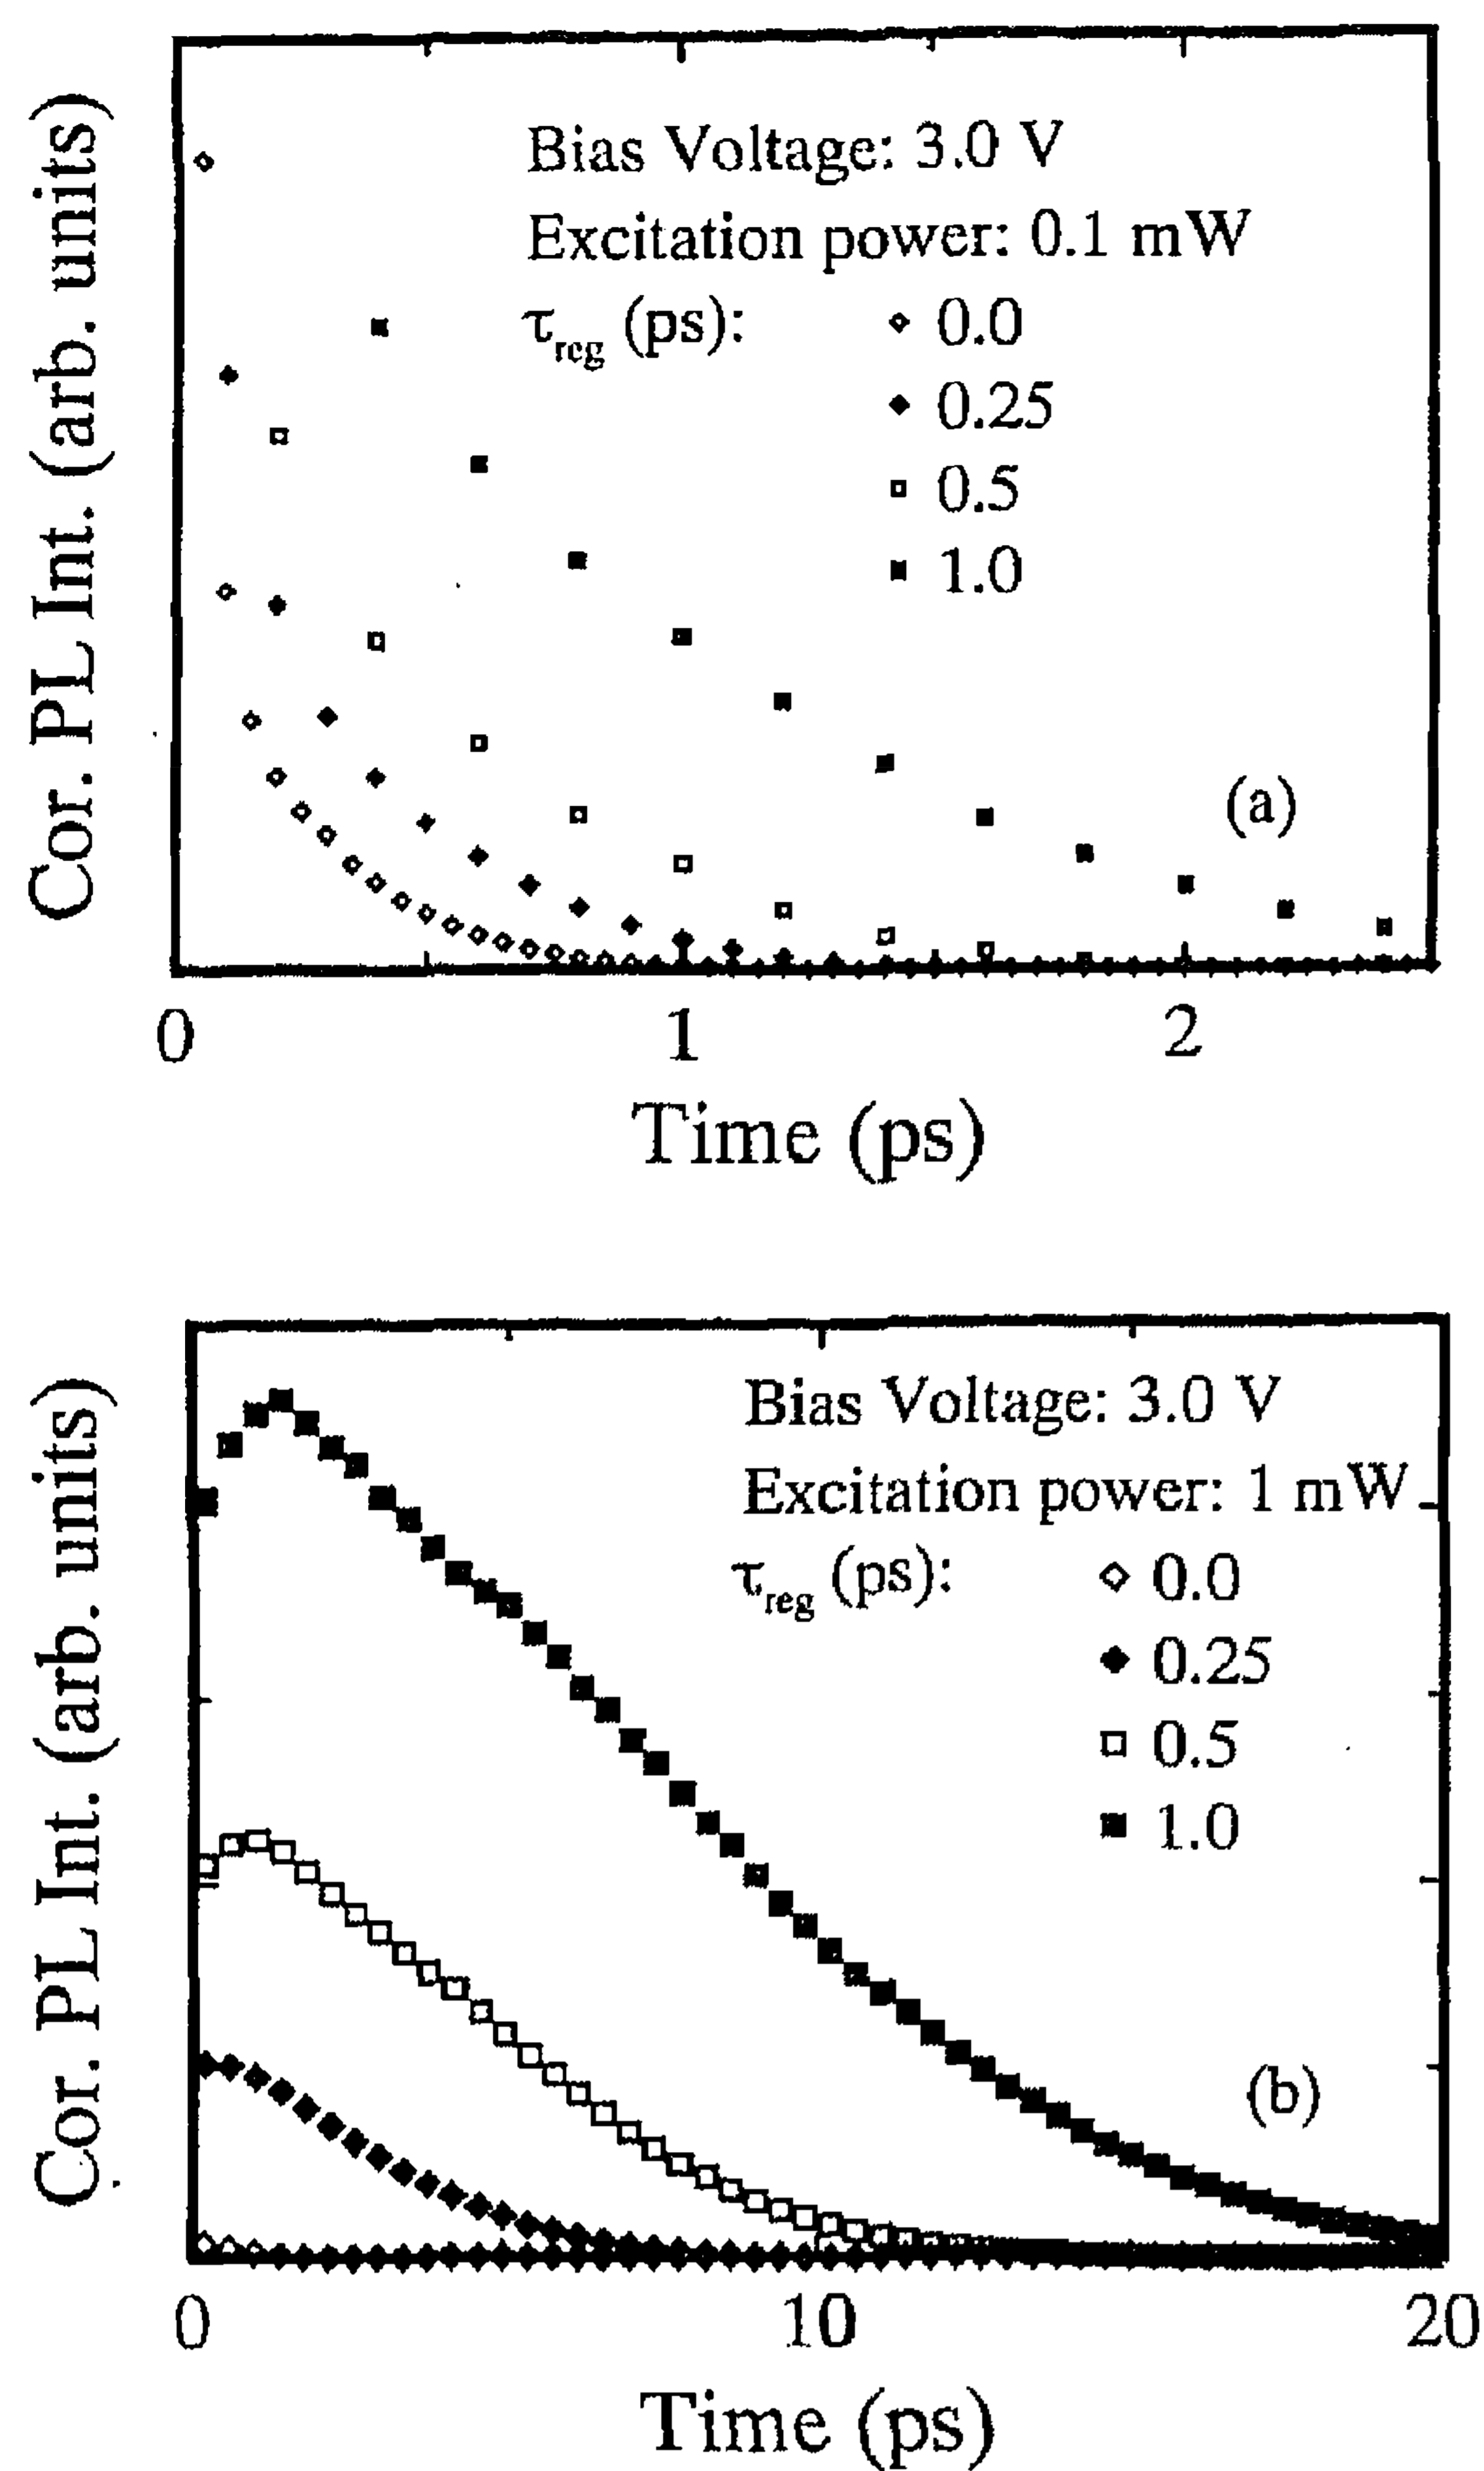 Cor. PL Int. (arb. units)
Bias Voltage: 3.0 V
Excitation power: 0.1 mW
τreg (ps):
0.0
0.25
0.5
1.0
(a)
0 1 2
Time (ps)
Cor. PL Int. (arb. units)
Bias Voltage: 3.0 V
Excitation power: 1 mW
τreg (ps):
0.0
0.25
0.5
1.0
(b)
0 10 20
Time (ps)